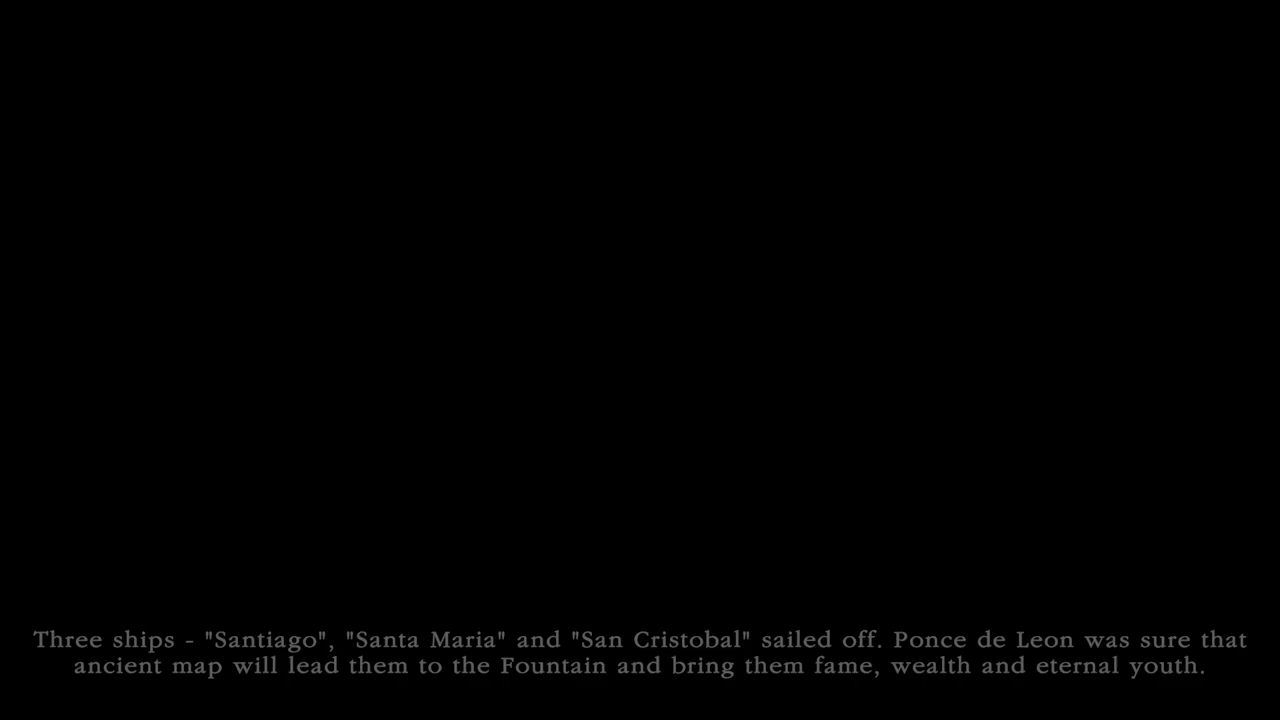 Three ships - "Santiago", "Santa Maria" and "San Cristobal" sailed off. Ponce de Leon was sure that
ancient map will lead them to the Fountain and bring them fame, wealth and eternal youth.